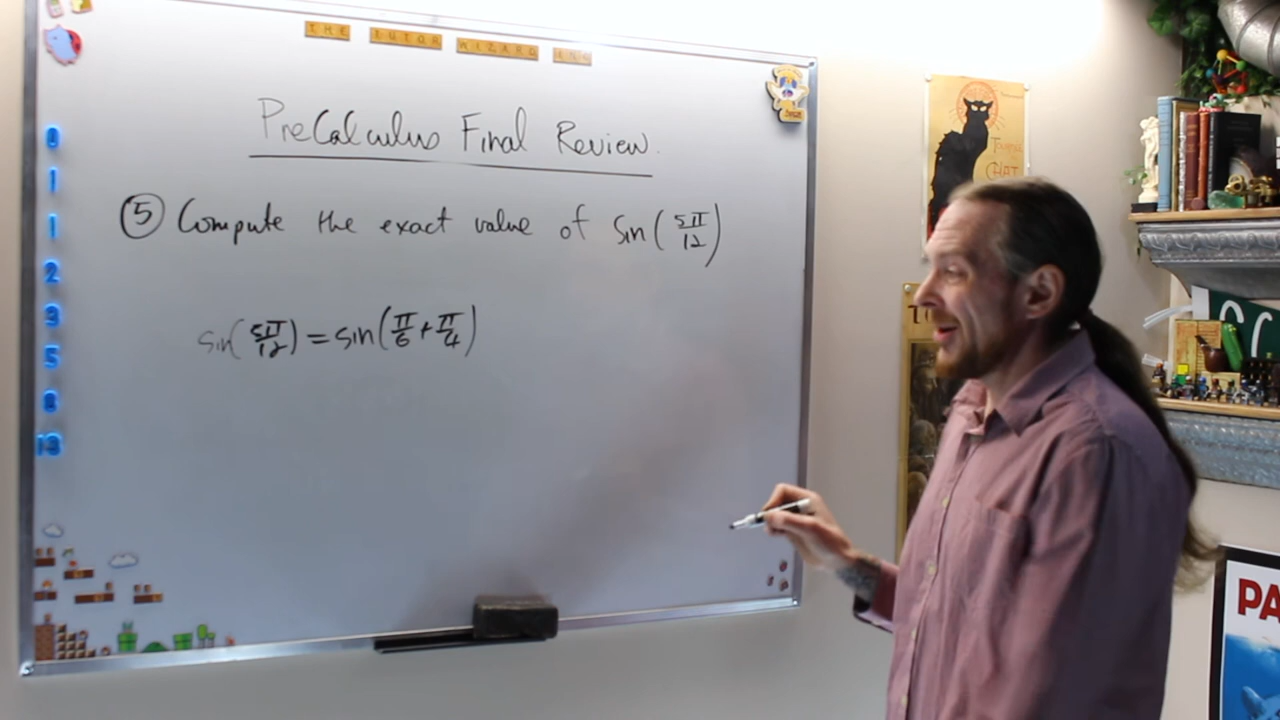 THE TUTOR WIZARD INC
PreCalculus Final Review.
⑤ Compute the exact value of sin(5π/12)
sin(5π/12) = sin(π/6 + π/4)
0
1
1
2
3
5
8
13
CHAT
PA